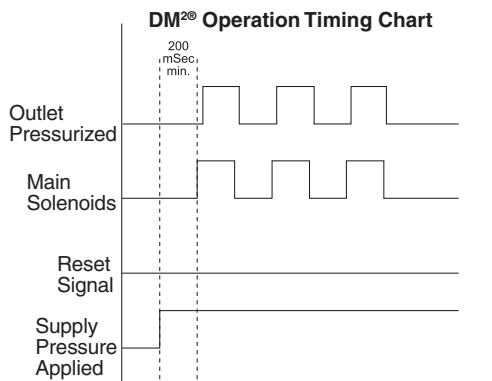 DM²® Operation Timing Chart
200
mSec
min.
Outlet
Pressurized
Main
Solenoids
Reset
Signal
Supply
Pressure
Applied